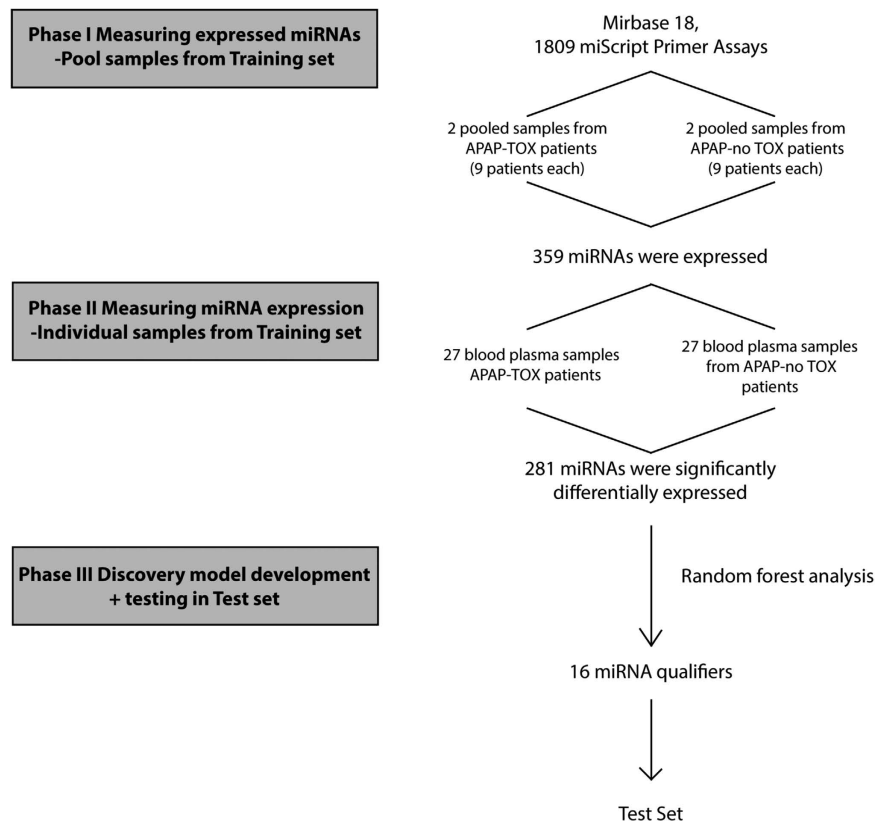 Phase I Measuring expressed miRNAs
-Pool samples from Training set
Mirbase 18,
1809 miScript Primer Assays
2 pooled samples from
APAP-TOX patients
(9 patients each)
2 pooled samples from
APAP-no TOX patients
(9 patients each)
359 miRNAs were expressed
Phase II Measuring miRNA expression
-Individual samples from Training set
27 blood plasma samples
APAP-TOX patients
27 blood plasma samples
from APAP-no TOX
patients
281 miRNAs were significantly
differentially expressed
Phase III Discovery model development
+ testing in Test set
Random forest analysis
16 miRNA qualifiers
Test Set